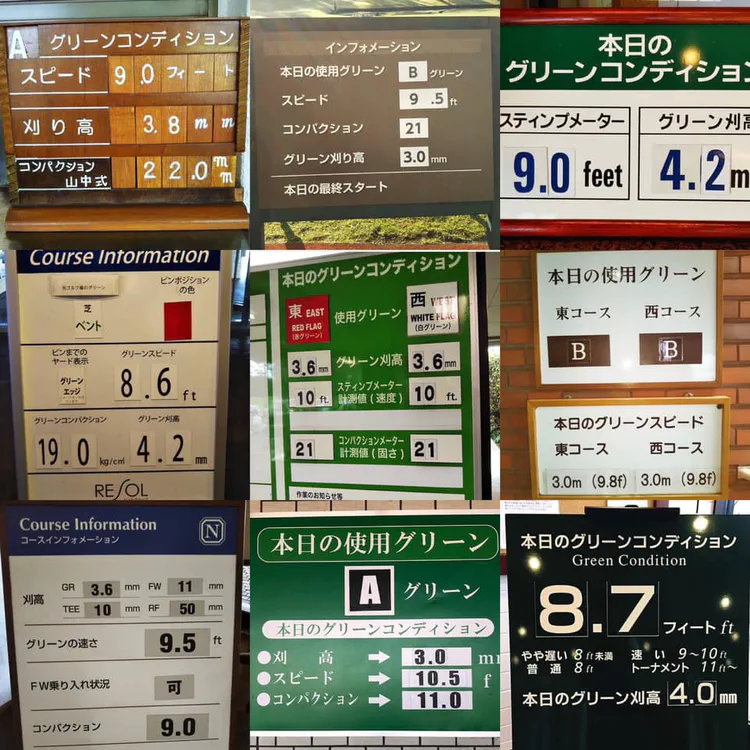 A グリーンコンディション
スピード 9.0フィート
刈り高 3.8mm
コンパクション 山中式 22.0mm
インフォメーション
本日の使用グリーン B グリーン
スピード 9.5ft
コンパクション 21
グリーン刈り高 3.0mm
本日の最終スタート
本日の
グリーンコンディション
スティンプメーター グリーン刈高
9.0 feet 4.2m
Course Information
ピンポジションの色
芝
ベント
ピンまでのヤード表示 グリーンスピード
グリーンエッジ 8.6ft
グリーンコンパクション グリーン刈高
19.0kg/cm² 4.2mm
RESOL
本日のグリーンコンディション
東 EAST 使用グリーン 西 WEST
RED FLAG (赤グリーン) WHITE FLAG (白グリーン)
3.6mm グリーン刈高 3.6mm
10 ft. スティンプメーター計測値(速度) 10 ft.
21 コンパクションメーター計測値(固さ) 21
作業のお知らせ等
本日の使用グリーン
東コース 西コース
B B
本日のグリーンスピード
東コース 西コース
3.0m (9.8f) 3.0m (9.8f)
Course Information N
コースインフォメーション
刈高 GR 3.6 mm FW 11 mm
TEE 10 mm RF 50 mm
グリーンの速さ 9.5 ft
FW乗り入れ状況 可
コンパクション 9.0
本日の使用グリーン
A グリーン
本日のグリーンコンディション
●刈 高 ➡ 3.0 m
●スピード ➡ 10.5 f
●コンパクション ➡ 11.0
本日のグリーンコンディション
Green Condition
8.7 フィート ft
やや遅い 8ft未満 速い 9〜10ft
普通 8ft トーナメント 11ft〜
本日のグリーン刈高 4.0mm